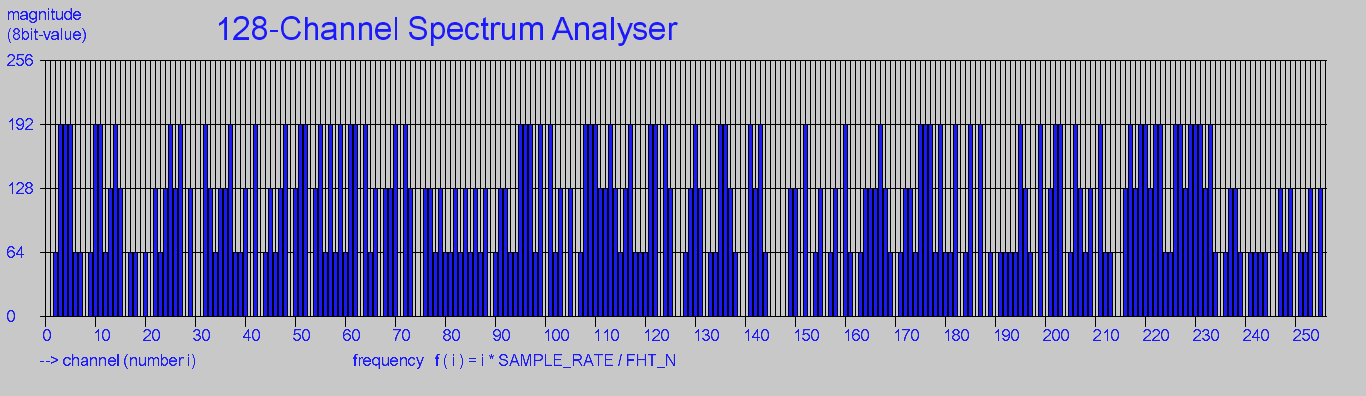 magnitude
(8bit-value)
128-Channel Spectrum Analyser
256
192
128
64
0
0 10 20 30 40 50 60 70 80 90 100 110 120 130 140 150 160 170 180 190 200 210 220 230 240 250
--> channel (number i)
frequency f ( i ) = i * SAMPLE_RATE / FHT_N